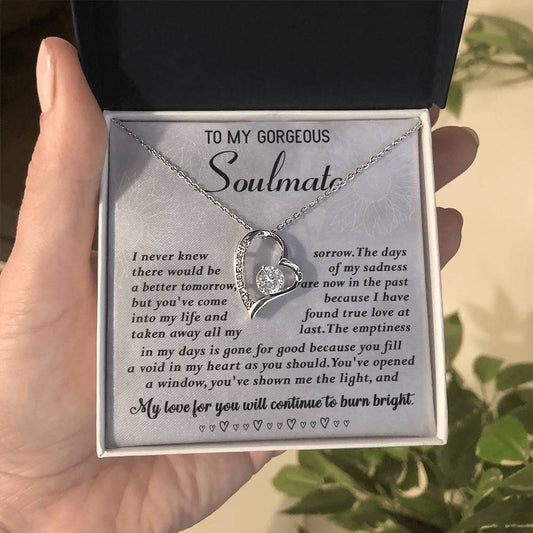 TO MY GORGEOUS
Soulmate
I never knew
there would be
a better tomorrow,
but you've come
into my life and
taken away all my
sorrow.The days
of my sadness
are now in the past
because I have
found true love at
last.The emptiness
in my days is gone for good because you fill
a void in my heart as you should.You've opened
a window,you've shown me the light, and
My love for you will continue to burn bright.